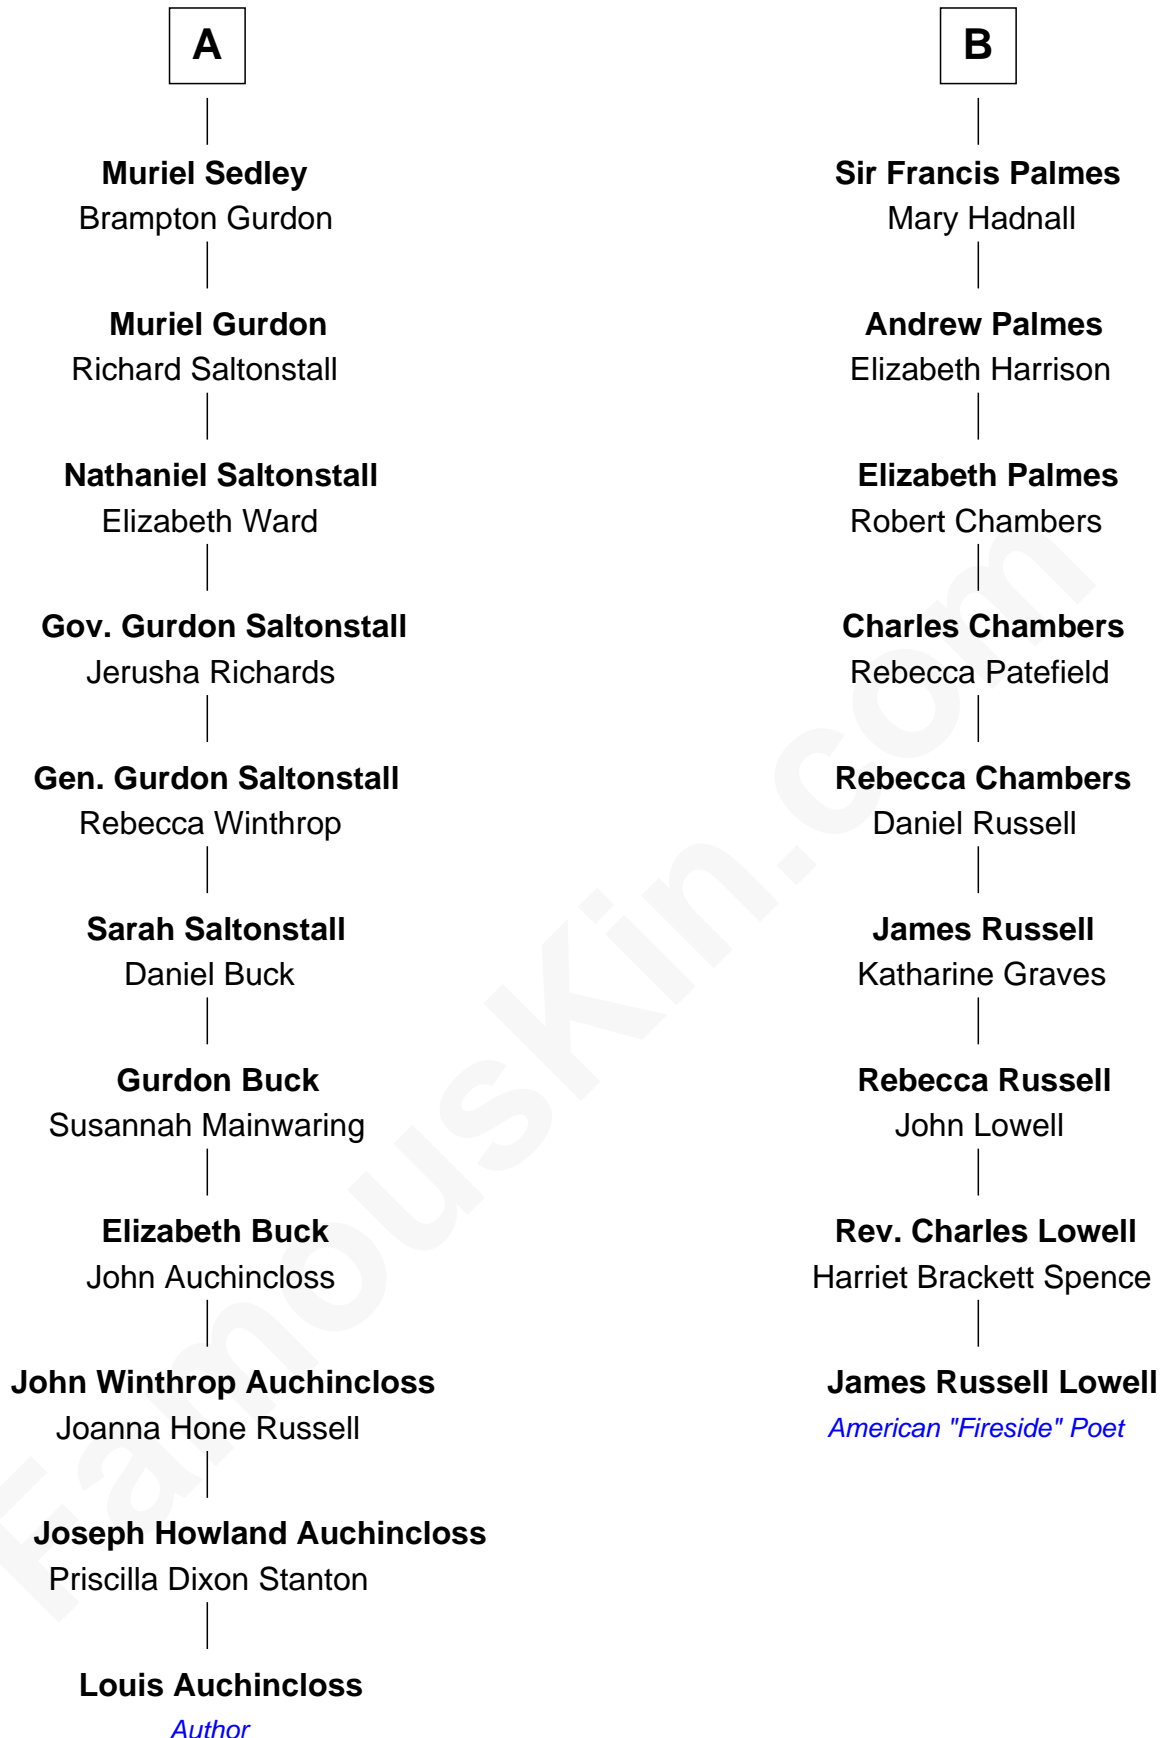 A
Muriel Sedley
Brampton Gurdon
Muriel Gurdon
Richard Saltonstall
Nathaniel Saltonstall
Elizabeth Ward
Gov. Gurdon Saltonstall
Jerusha Richards
Gen. Gurdon Saltonstall
Rebecca Winthrop
Sarah Saltonstall
Daniel Buck
Gurdon Buck
Susannah Mainwaring
Elizabeth Buck
John Auchincloss
John Winthrop Auchincloss
Joanna Hone Russell
Joseph Howland Auchincloss
Priscilla Dixon Stanton
Louis Auchincloss
Author
B
Sir Francis Palmes
Mary Hadnall
Andrew Palmes
Elizabeth Harrison
Elizabeth Palmes
Robert Chambers
Charles Chambers
Rebecca Patefield
Rebecca Chambers
Daniel Russell
James Russell
Katharine Graves
Rebecca Russell
John Lowell
Rev. Charles Lowell
Harriet Brackett Spence
James Russell Lowell
American "Fireside" Poet
FamousKin.com